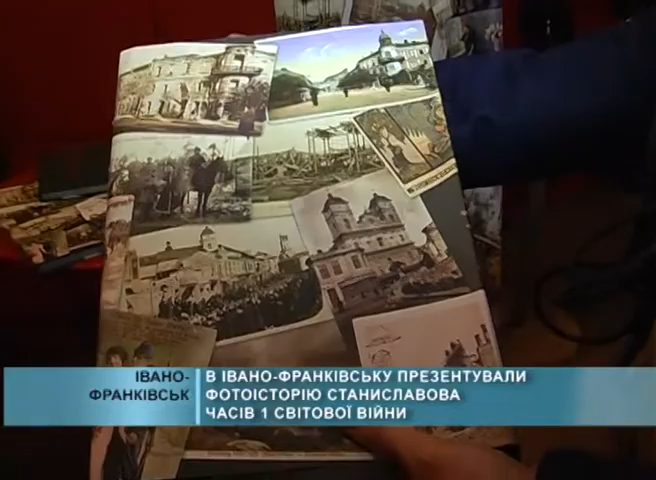 ІВАНО-
ФРАНКІВСЬК
В ІВАНО-ФРАНКІВСЬКУ ПРЕЗЕНТУВАЛИ
ФОТОІСТОРІЮ СТАНИСЛАВОВА
ЧАСІВ 1 СВІТОВОЇ ВІЙНИ